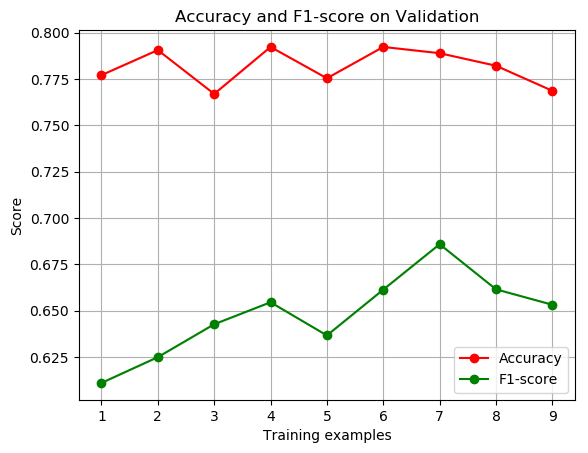 Accuracy and F1-score on Validation
0.800
0.775
0.750
0.725
0.700
0.675
0.650
0.625
Score
Accuracy
F1-score
1 2 3 4 5 6 7 8 9
Training examples